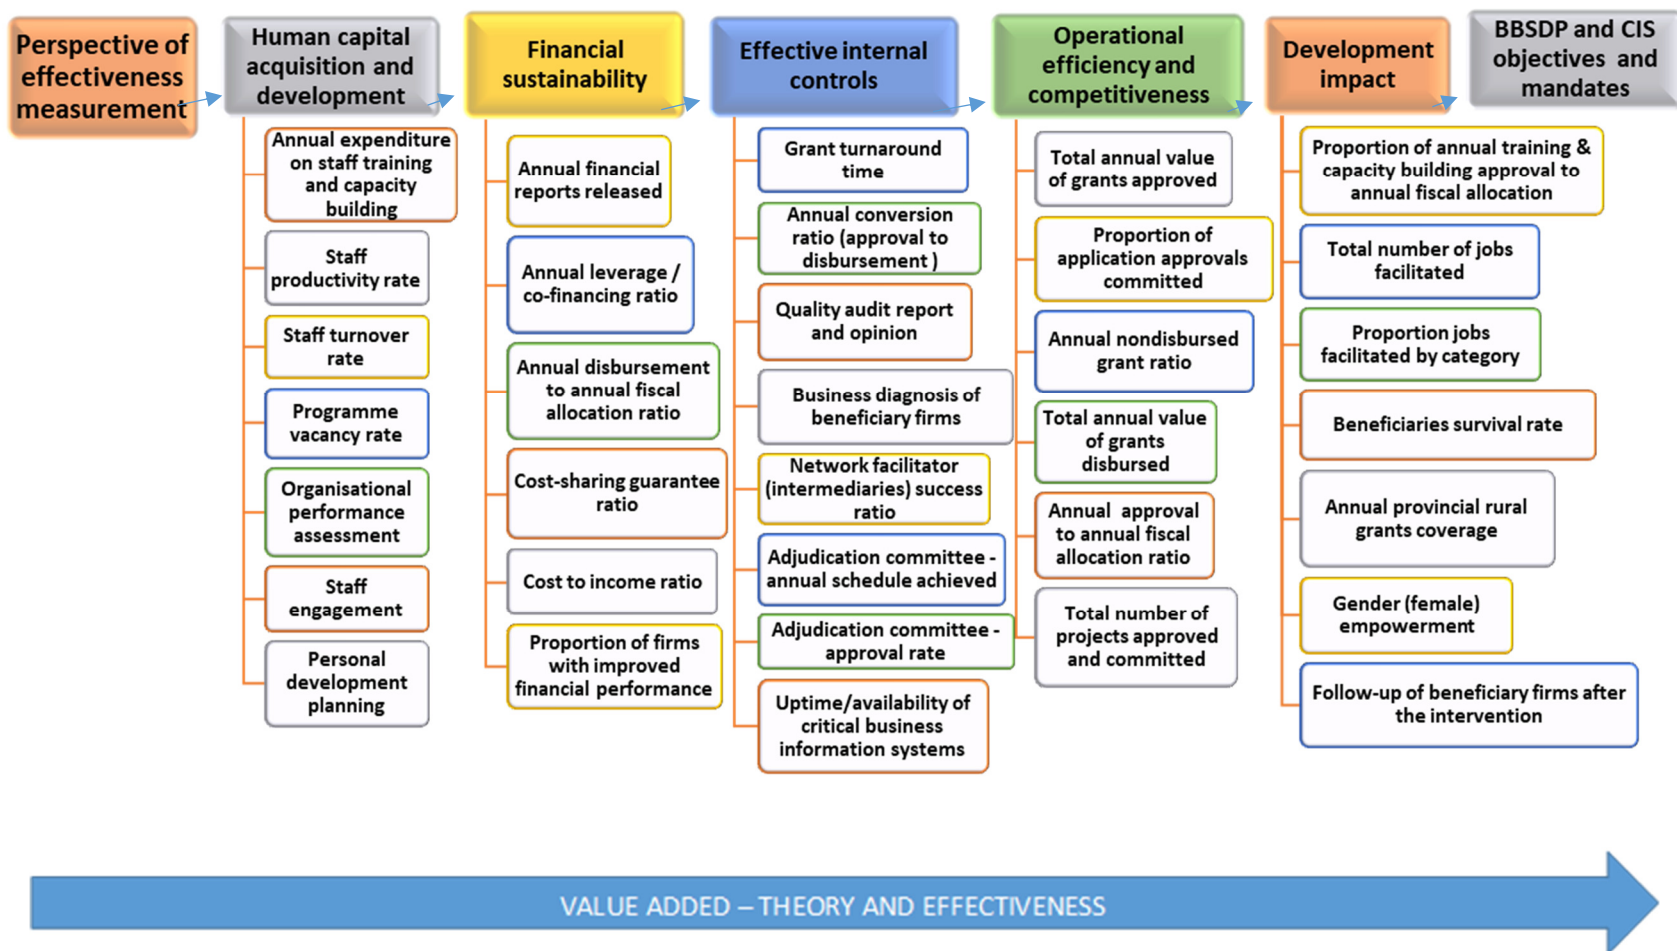 Perspective of
effectiveness
measurement
Human capital
acquisition and
development
Annual expenditure
on staff training
and capacity
building
Staff
productivity rate
Staff turnover
rate
Programme
vacancy rate
Organisational
performance
assessment
Staff
engagement
Personal
development
planning
Financial
sustainability
Annual financial
reports released
Annual leverage /
co-financing ratio
Annual disbursement
to annual fiscal
allocation ratio
Cost-sharing guarantee
ratio
Cost to income ratio
Proportion of firms
with improved
financial performance
Effective internal
controls
Grant turnaround
time
Annual conversion
ratio (approval to
disbursement )
Quality audit report
and opinion
Business diagnosis of
beneficiary firms
Network facilitator
(intermediaries) success
ratio
Adjudication committee -
annual schedule achieved
Adjudication committee -
approval rate
Uptime/availability of
critical business
information systems
Operational
efficiency and
competitiveness
Total annual value
of grants approved
Proportion of
application approvals
committed
Annual nondisbursed
grant ratio
Total annual value
of grants
disbursed
Annual approval
to annual fiscal
allocation ratio
Total number of
projects approved
and committed
Development
impact
Proportion of annual training &
capacity building approval to
annual fiscal allocation
Total number of jobs
facilitated
Proportion jobs
facilitated by category
Beneficiaries survival rate
Annual provincial rural
grants coverage
Gender (female)
empowerment
Follow-up of beneficiary firms after
the intervention
BBSDP and CIS
objectives and
mandates
VALUE ADDED – THEORY AND EFFECTIVENESS